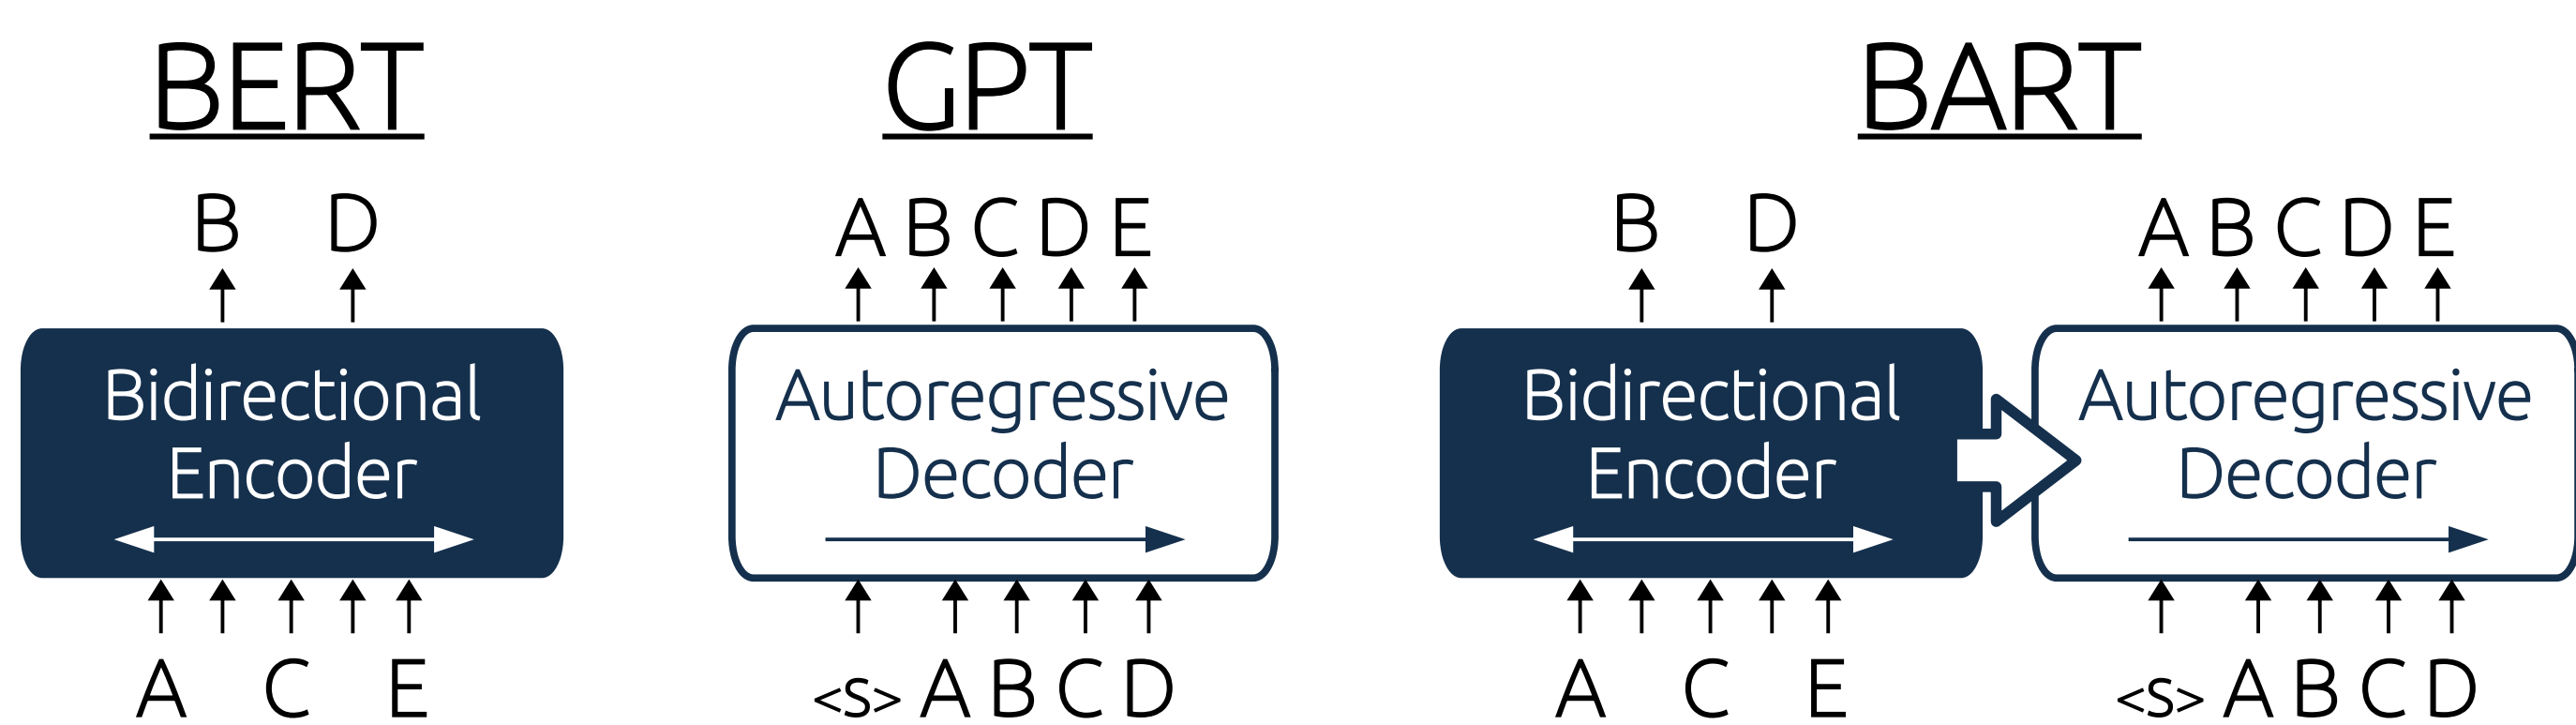 BERT
B D
Bidirectional
Encoder
A C E
GPT
A B C D E
Autoregressive
Decoder
<s> A B C D
BART
B D
Bidirectional
Encoder
A C E
A B C D E
Autoregressive
Decoder
<s> A B C D